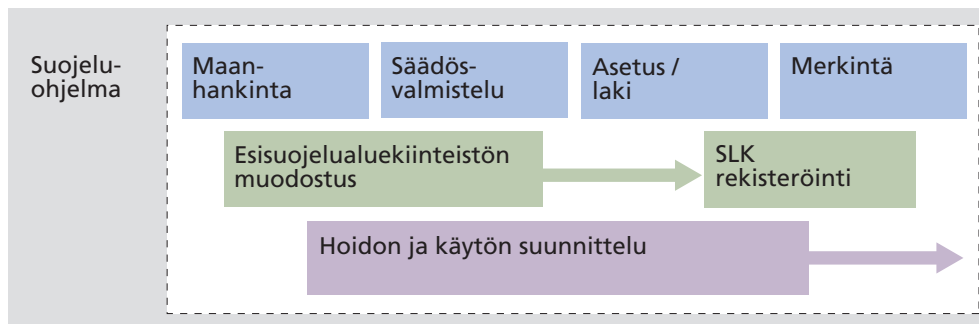 Suojelu-
ohjelma
Maan-
hankinta
Säädös-
valmistelu
Asetus /
laki
Merkintä
Esisuojelualuekiinteistön
muodostus
SLK
rekisteröinti
Hoidon ja käytön suunnittelu